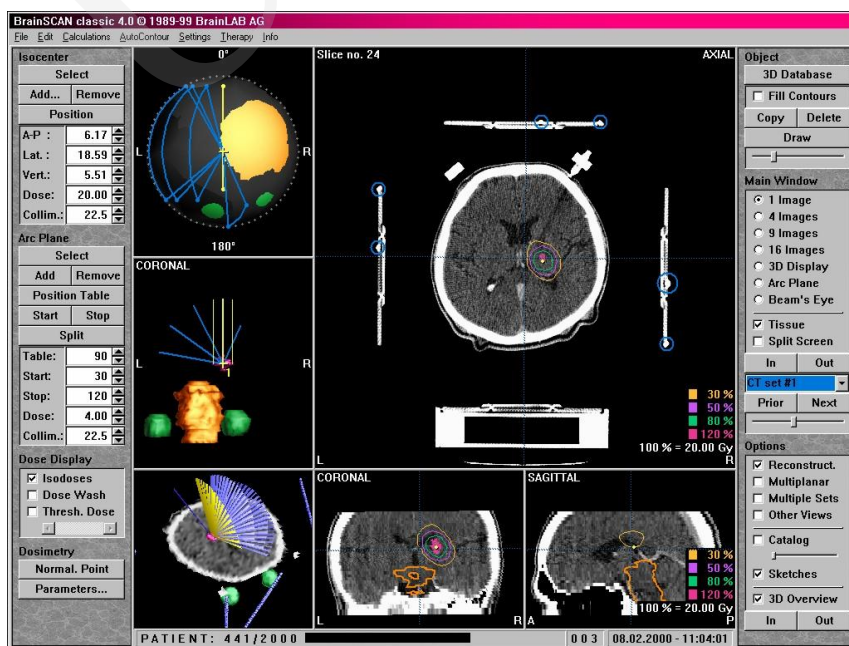 BrainSCAN classic 4.0 © 1989-99 BrainLAB AG
File Edit Calculations AutoContour Settings Therapy Info
Isocenter
Select
Add... Remove
Position
A-P : 6.17
Lat. : 18.59
Vert.: 5.51
Dose: 20.00
Collim.: 22.5
Arc Plane
Select
Add Remove
Position Table
Start Stop
Split
Table: 90
Start: 30
Stop: 120
Dose: 4.00
Collim.: 22.5
Dose Display
Isodoses
Dose Wash
Thresh. Dose
Dosimetry
Normal. Point
Parameters...
0°
L
R
180°
CORONAL
L
R
Slice no. 24
AXIAL
30 %
50 %
80 %
120 %
100 % = 20.00 Gy
L
R
CORONAL
L
R
SAGITTAL
30 %
50 %
80 %
120 %
100 % = 20.00 Gy
A
P
PATIENT: 441/2000
003
08.02.2000 - 11:04:01
Object
3D Database
Fill Contours
Copy Delete
Draw
Main Window
1 Image
4 Images
9 Images
16 Images
3D Display
Arc Plane
Beam's Eye
Tissue
Split Screen
In Out
CT set #1
Prior Next
Options
Reconstruct.
Multiplanar
Multiple Sets
Other Views
Catalog
Sketches
3D Overview
In Out